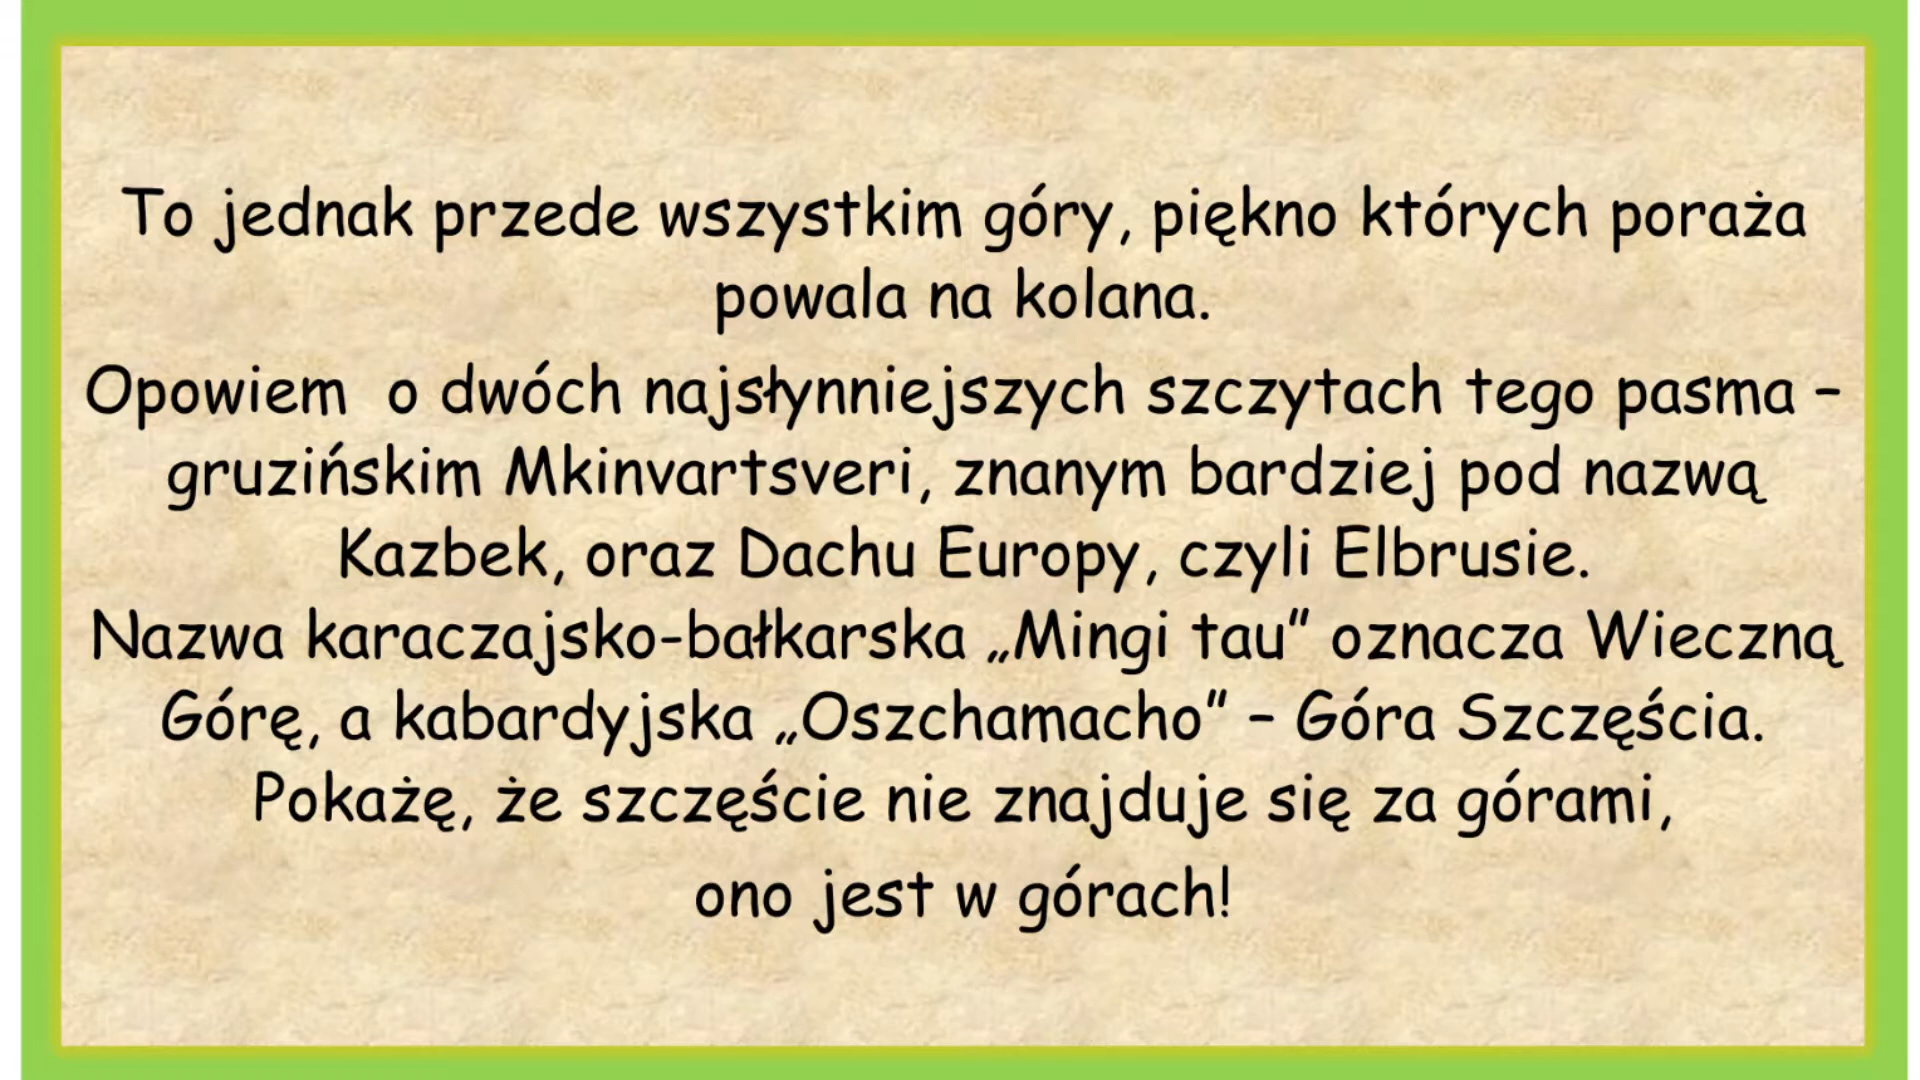 To jednak przede wszystkim góry, piękno których poraża
powala na kolana.
Opowiem  o dwóch najsłynniejszych szczytach tego pasma –
gruzińskim Mkinvartsveri, znanym bardziej pod nazwą
Kazbek, oraz Dachu Europy, czyli Elbrusie.
Nazwa karaczajsko-bałkarska „Mingi tau” oznacza Wieczną
Górę, a kabardyjska „Oszchamacho” – Góra Szczęścia.
Pokażę, że szczęście nie znajduje się za górami,
ono jest w górach!